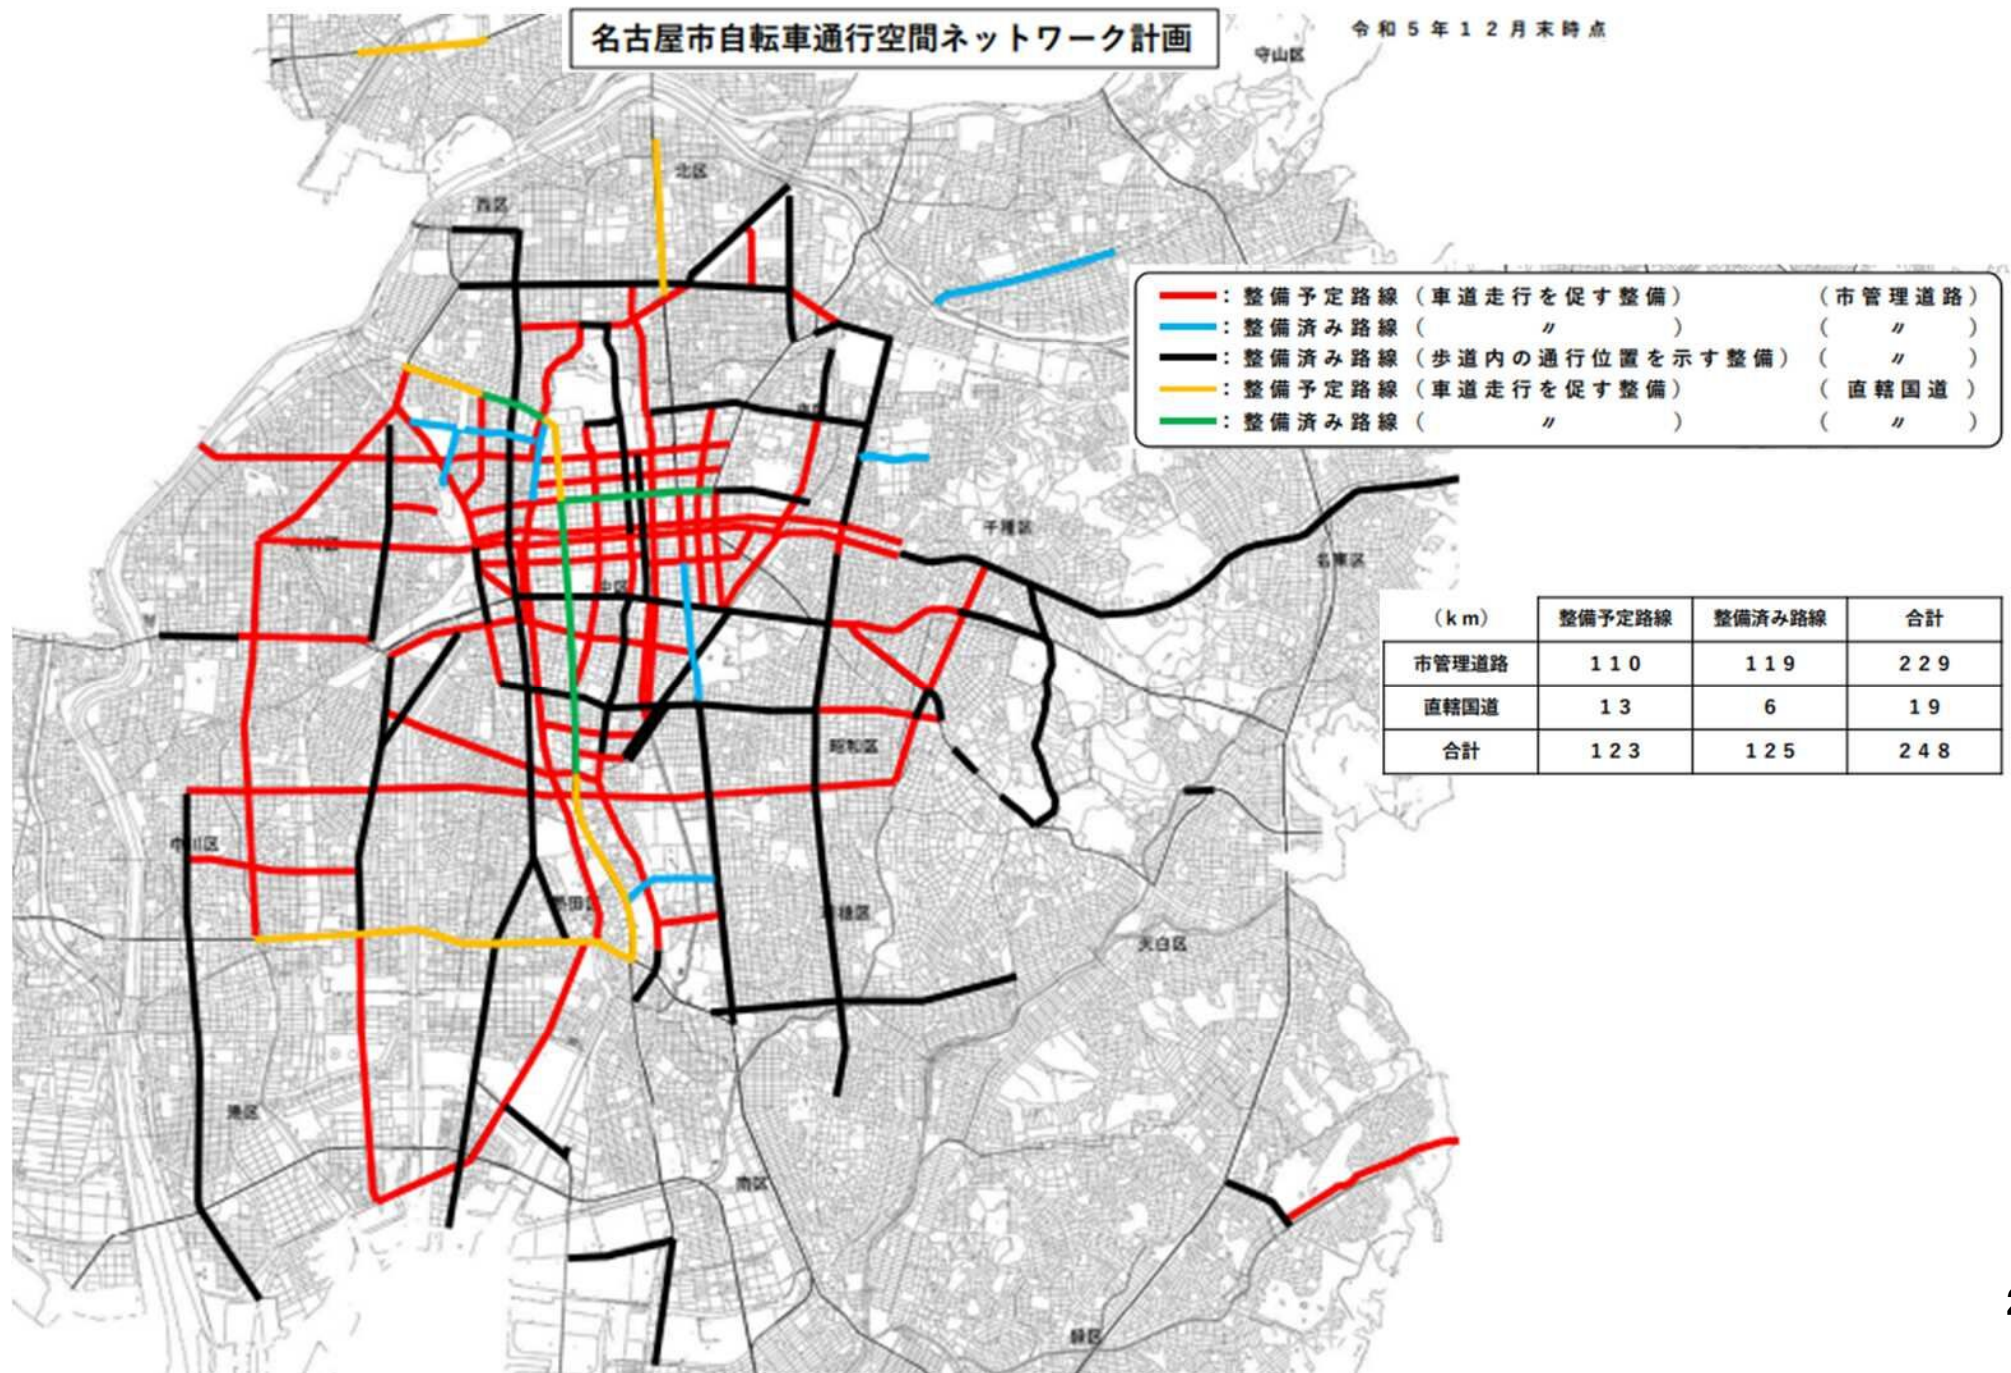 名古屋市自転車通行空間ネットワーク計画
令和5年12月末時点
守山区
北区
西区
：整備予定路線（車道走行を促す整備）（市管理道路）
：整備済み路線（ 〃 ）（ 〃 ）
：整備済み路線（歩道内の通行位置を示す整備）（ 〃 ）
：整備予定路線（車道走行を促す整備）（直轄国道）
：整備済み路線（ 〃 ）（ 〃 ）
千種区
名東区
中区
（km） 整備予定路線 整備済み路線 合計
市管理道路 110 119 229
直轄国道 13 6 19
合計 123 125 248
昭和区
中川区
熱田区
天白区
港区
南区
緑区